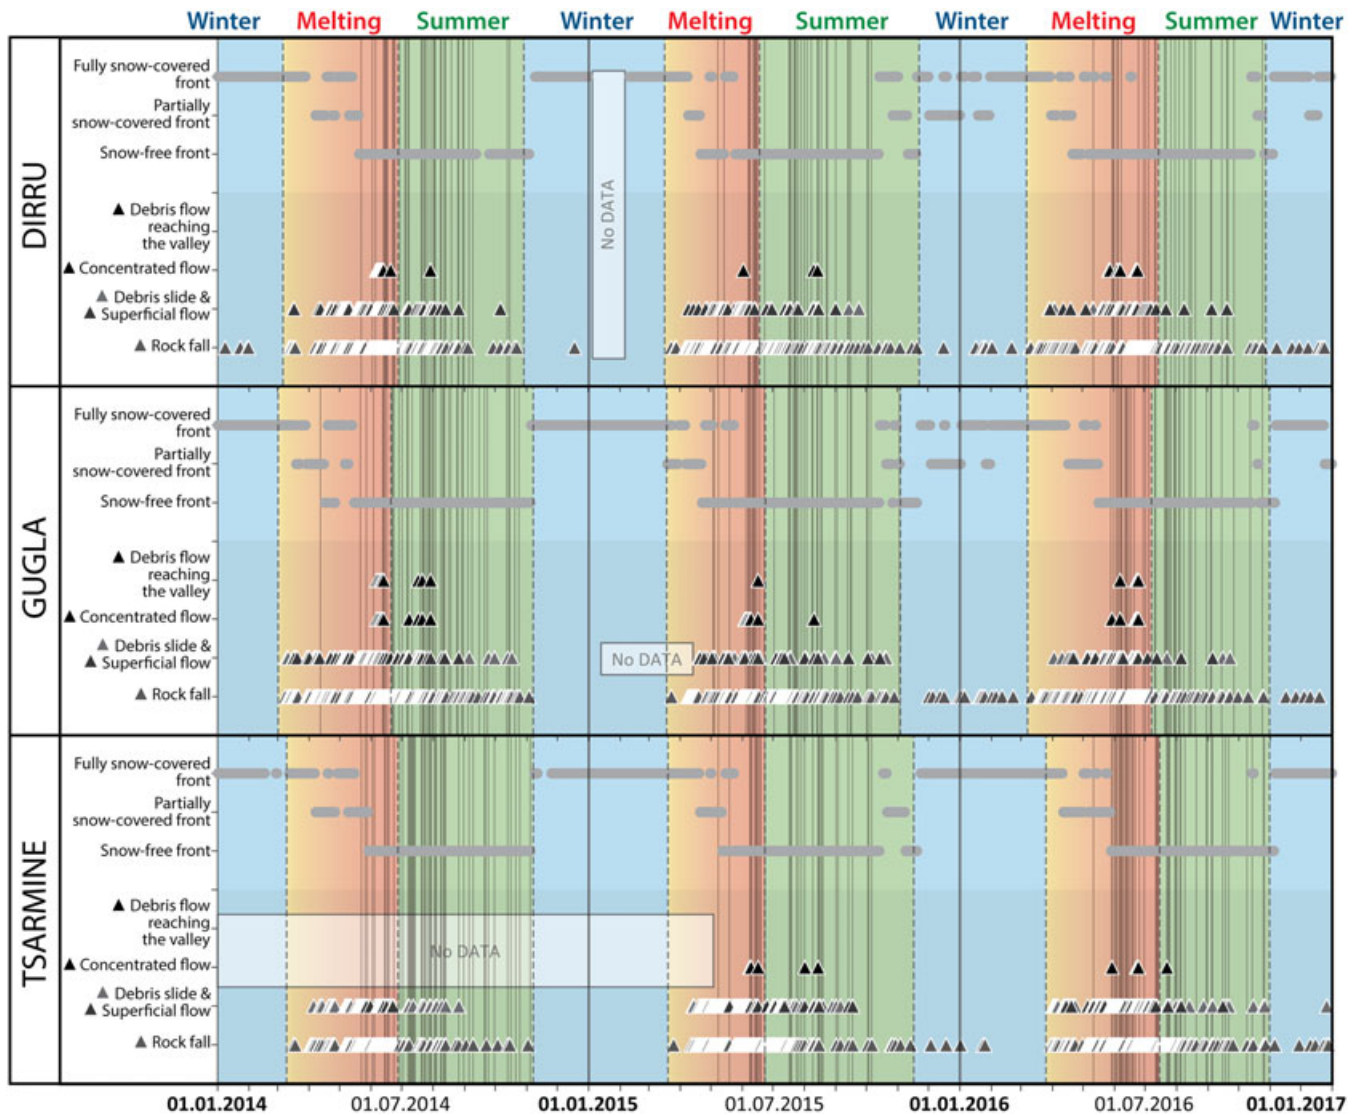 Winter Melting Summer Winter Melting Summer Winter Melting Summer Winter
DIRRU
Fully snow-covered
front
Partially
snow-covered front
Snow-free front
▲ Debris flow
reaching
the valley
▲ Concentrated flow
▲ Debris slide &
▲ Superficial flow
▲ Rock fall
No DATA
GUGLA
Fully snow-covered
front
Partially
snow-covered front
Snow-free front
▲ Debris flow
reaching
the valley
▲ Concentrated flow
▲ Debris slide &
▲ Superficial flow
▲ Rock fall
No DATA
TSARMINE
Fully snow-covered
front
Partially
snow-covered front
Snow-free front
▲ Debris flow
reaching
the valley
▲ Concentrated flow
▲ Debris slide &
▲ Superficial flow
▲ Rock fall
No DATA
01.01.2014 01.07.2014 01.01.2015 01.07.2015 01.01.2016 01.07.2016 01.01.2017